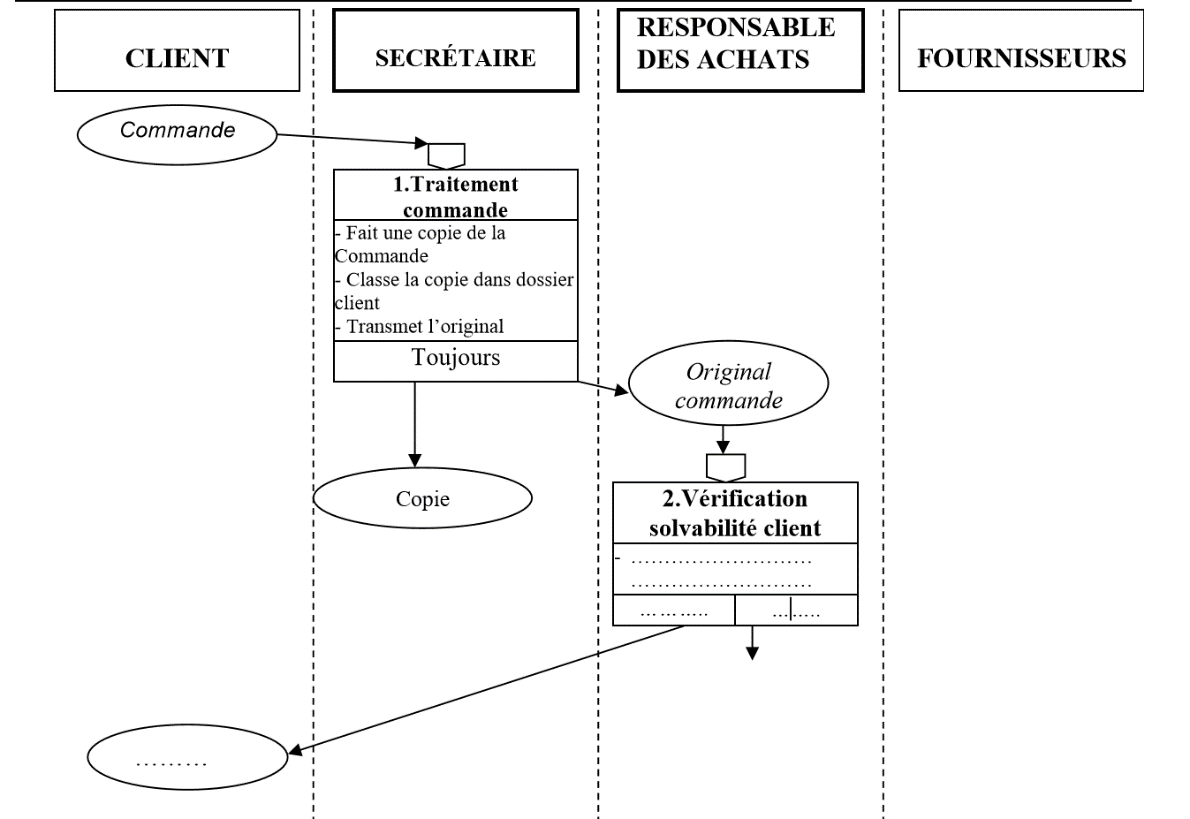 CLIENT
SECRÉTAIRE
RESPONSABLE
DES ACHATS
FOURNISSEURS
Commande
1.Traitement
commande
- Fait une copie de la
Commande
- Classe la copie dans dossier
client
- Transmet l’original
Toujours
Original
commande
Copie
2.Vérification
solvabilité client
- ...........................
...........................
... ... .....
... .....
.........